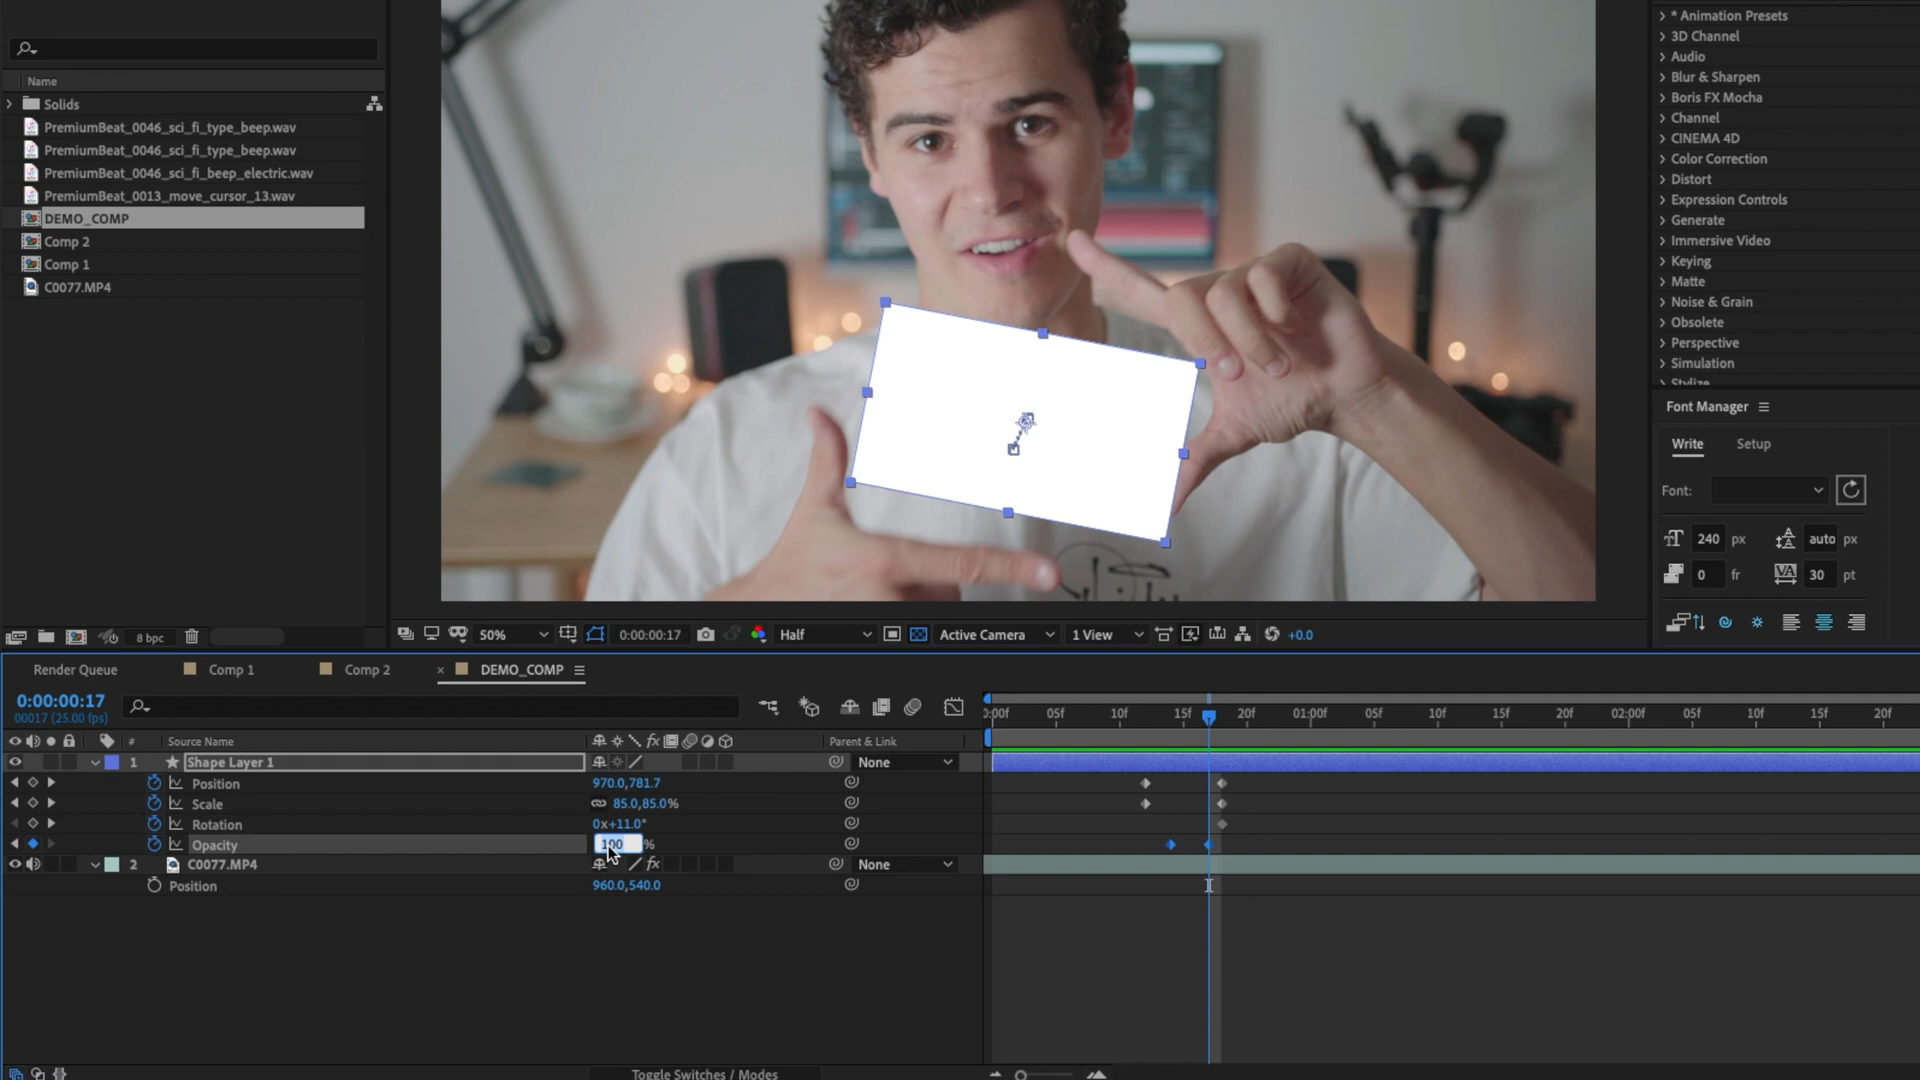 Name
Solids
PremiumBeat_0046_sci_fi_type_beep.wav
PremiumBeat_0046_sci_fi_type_beep.wav
PremiumBeat_0046_sci_fi_beep_electric.wav
PremiumBeat_0013_move_cursor_13.wav
DEMO_COMP
Comp 2
Comp 1
C0077.MP4
* Animation Presets
3D Channel
Audio
Blur & Sharpen
Boris FX Mocha
Channel
CINEMA 4D
Color Correction
Distort
Expression Controls
Generate
Immersive Video
Keying
Matte
Noise & Grain
Obsolete
Perspective
Simulation
Stylize
Font Manager
Write Setup
Font:
240 px auto px
0 fr VA 30 pt
8 bpc
50% 0:00:00:17 Half Active Camera 1 View +0.0
Render Queue Comp 1 Comp 2 × DEMO_COMP
0:00:00:17
00017 (25.00 fps)
0:00f 05f 10f 15f 20f 01:00f 05f 10f 15f 20f 02:00f 05f 10f 15f 20f
# Source Name fx Parent & Link
1 Shape Layer 1 None
Position 970.0,781.7
Scale 85.0,85.0%
Rotation 0x+11.0°
Opacity 100 %
2 C0077.MP4 fx None
Position 960.0,540.0
Toggle Switches / Modes